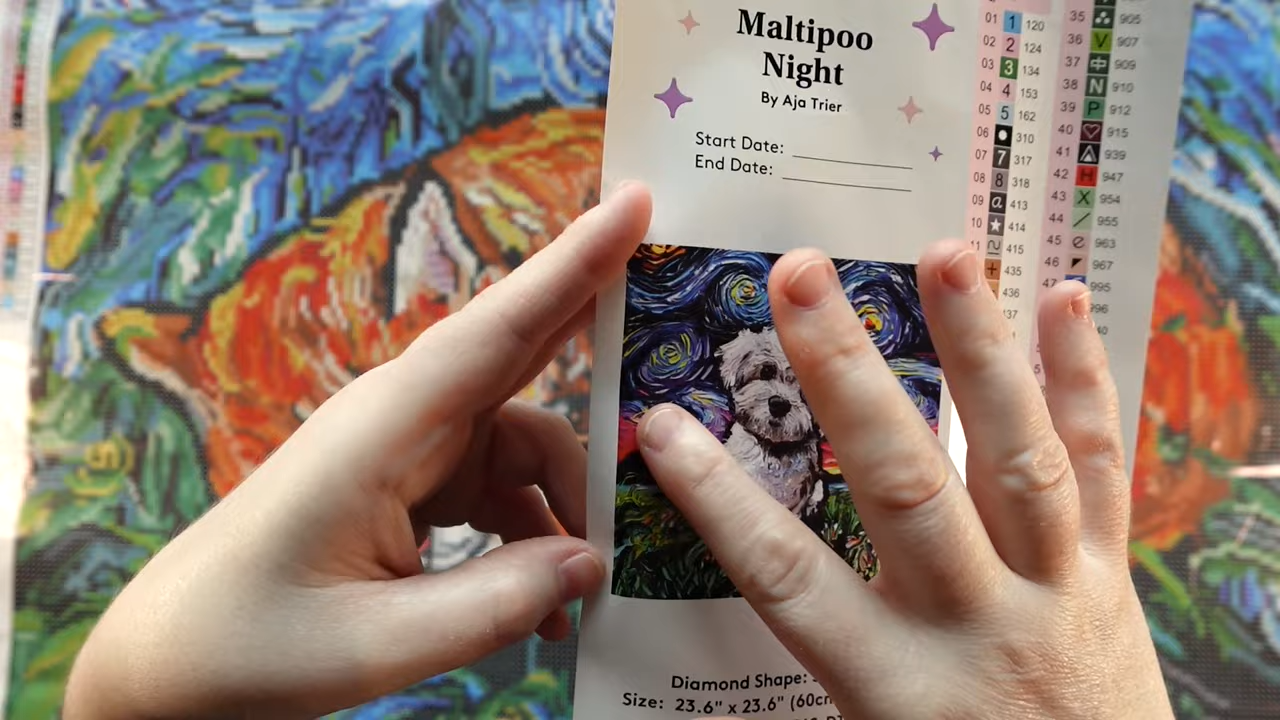 Maltipoo
Night
By Aja Trier
Start Date:
End Date:
01 1 120
02 2 124
03 3 134
04 4 153
05 5 162
06 310
07 7 317
08 8 318
09 a 413
10 414
11 415
+ 435
436
35 905
36 V 907
37 中 909
38 N 910
39 P 912
40 915
41 939
42 H 947
43 X 954
44 / 955
45 963
46 967
47 995
Diamond Shape:
Size: 23.6" x 23.6" (60cm